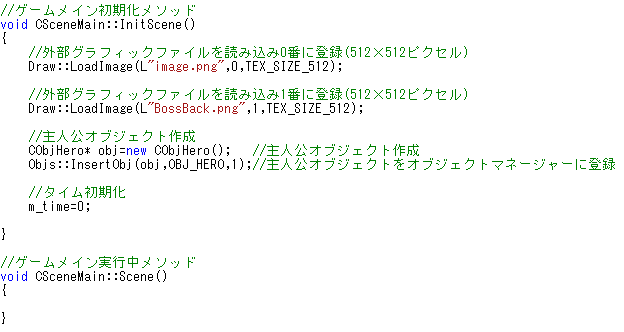 //ゲームメイン初期化メソッド
void CSceneMain::InitScene()
{
//外部グラフィックファイルを読み込み0番に登録(512×512ピクセル)
Draw::LoadImage(L"image.png",0,TEX_SIZE_512);
//外部グラフィックファイルを読み込み1番に登録(512×512ピクセル)
Draw::LoadImage(L"BossBack.png",1,TEX_SIZE_512);
//主人公オブジェクト作成
CObjHero* obj=new CObjHero(); //主人公オブジェクト作成
Objs::InsertObj(obj,OBJ_HERO,1);//主人公オブジェクトをオブジェクトマネージャーに登録
//タイム初期化
m_time=0;
}
//ゲームメイン実行中メソッド
void CSceneMain::Scene()
{
}